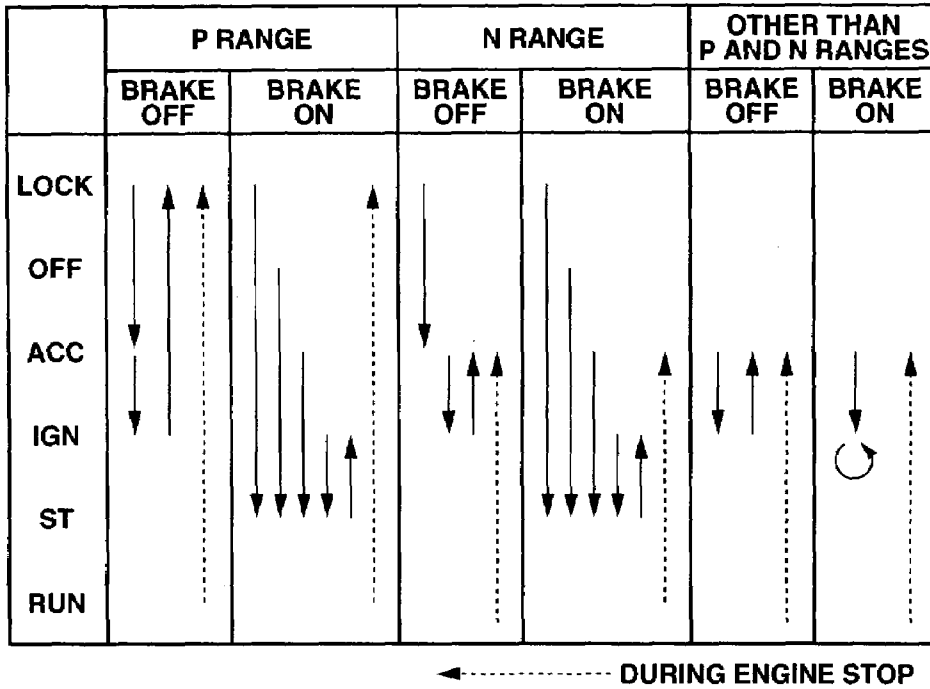 P RANGE N RANGE OTHER THAN
P AND N RANGES
BRAKE OFF BRAKE ON BRAKE OFF BRAKE ON BRAKE OFF BRAKE ON
LOCK
OFF
ACC
IGN
ST
RUN
DURING ENGINE STOP